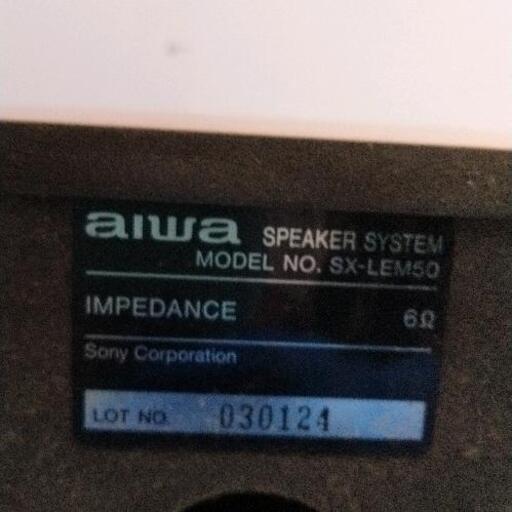 aiwa SPEAKER SYSTEM
MODEL NO. SX-LEM50
IMPEDANCE 6Ω
Sony Corporation
LOT NO. 030124